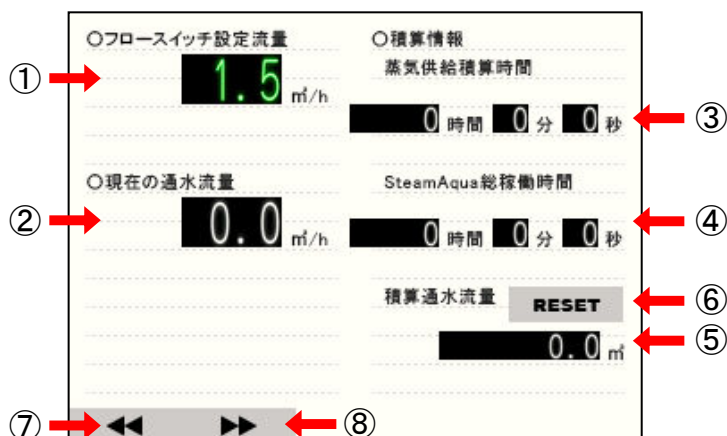 〇フロースイッチ設定流量
① 1.5 ㎥/h
〇現在の通水流量
② 0.0 ㎥/h
〇積算情報
蒸気供給積算時間
0 時間 0 分 0 秒 ③
SteamAqua総稼働時間
0 時間 0 分 0 秒 ④
積算通水流量 RESET ⑥
0.0 ㎥ ⑤
⑦ ◀◀ ▶▶ ⑧